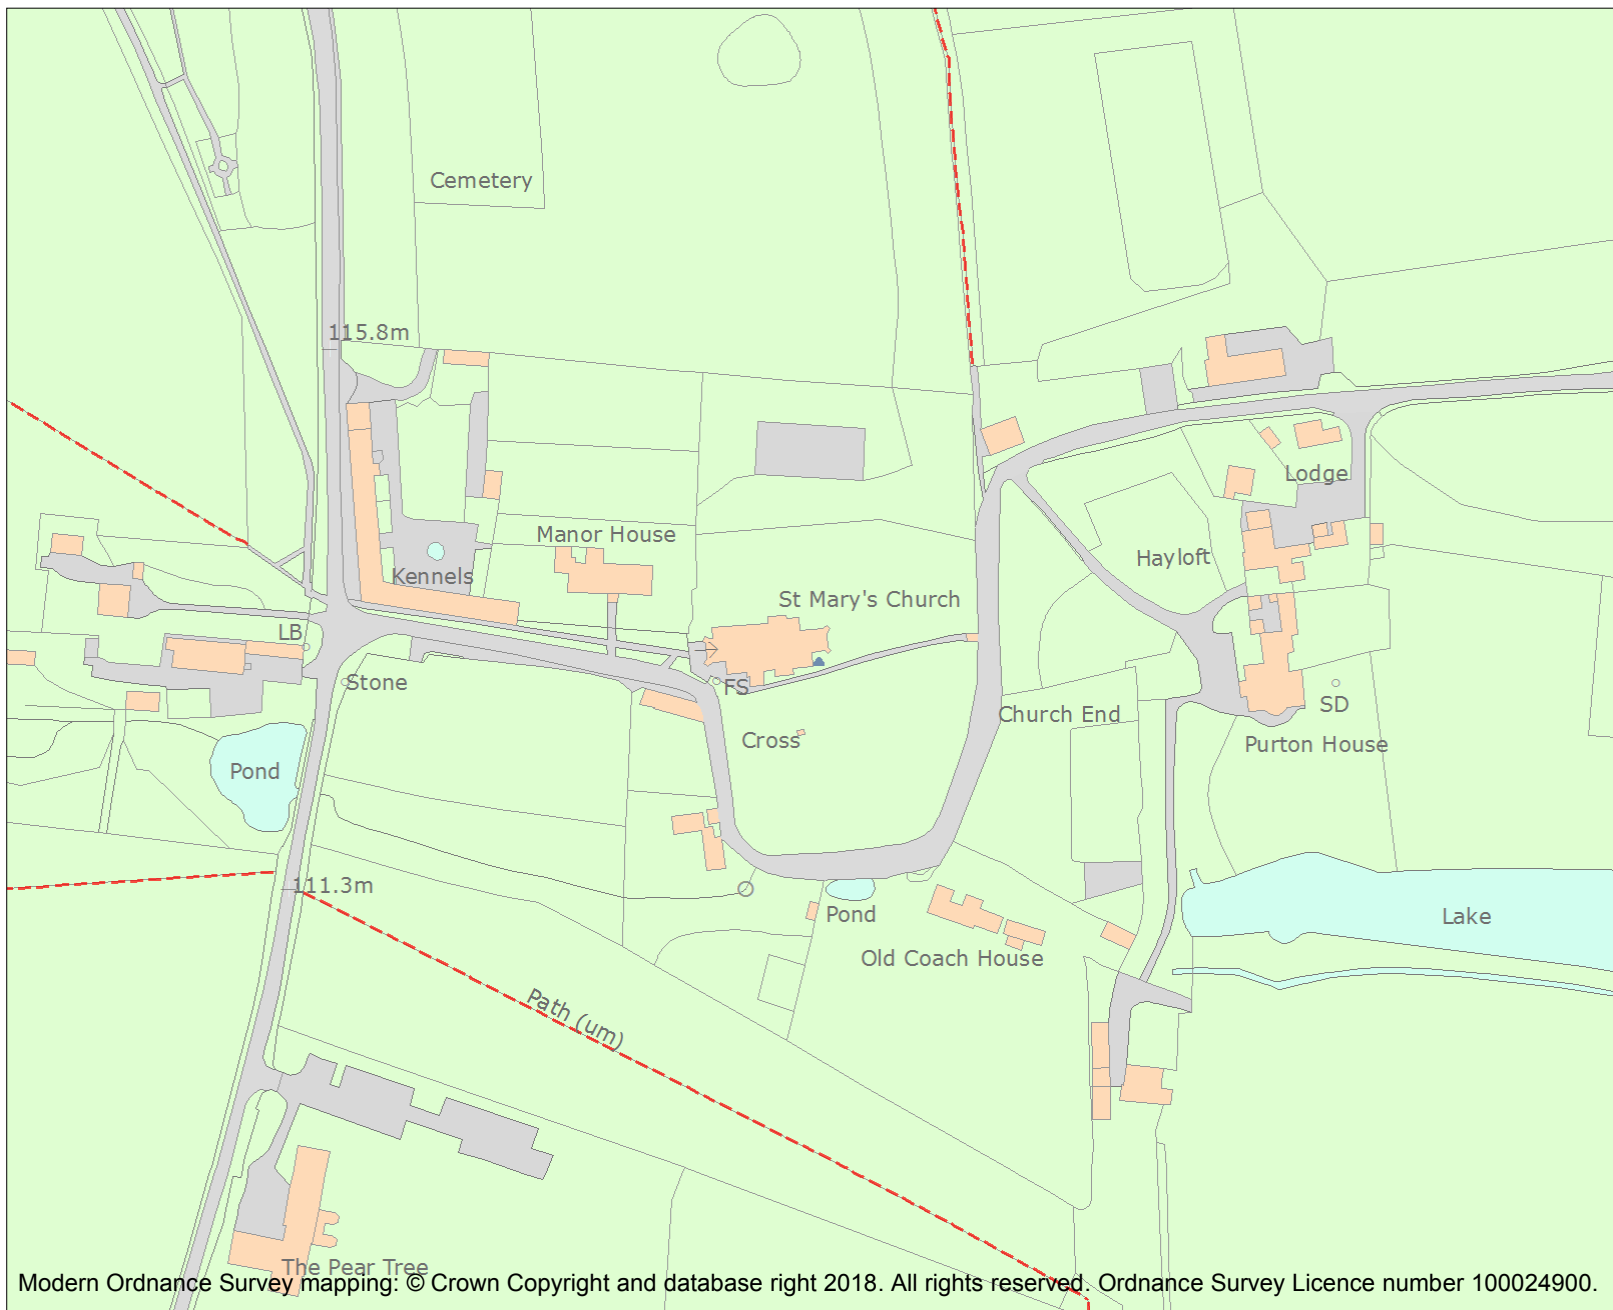 Cemetery
115.8m
Lodge
Manor House
Hayloft
Kennels
St Mary's Church
LB
Stone
FS
SD
Church End
Cross
Purton House
Pond
111.3m
Pond
Lake
Old Coach House
Path (um)
The Pear Tree
Modern Ordnance Survey mapping: © Crown Copyright and database right 2018. All rights reserved. Ordnance Survey Licence number 100024900.